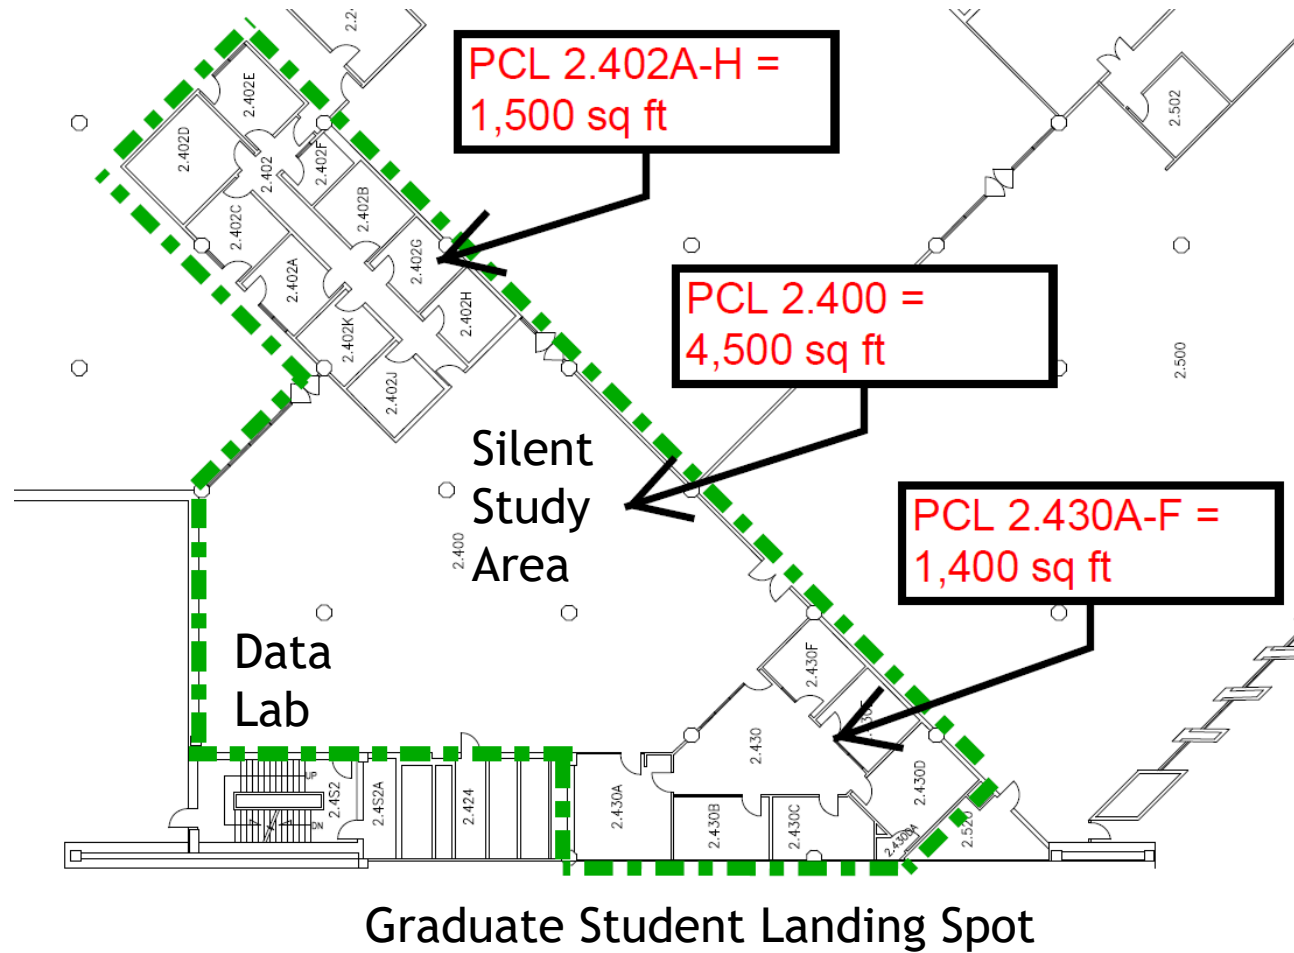 2.402E
2.402D
2.402
2.402F
2.402C
2.402B
2.402A
2.402G
2.402H
2.402K
2.402J
PCL 2.402A-H =
1,500 sq ft
2.502
PCL 2.400 =
4,500 sq ft
2.500
Silent
Study
Area
2.400
PCL 2.430A-F =
1,400 sq ft
Data
Lab
2.430F
2.430
2.430D
2.430A
2.430B
2.430C
2.430DA
2.520
UP
DN
2.4S2
2.4S2A
2.424
Graduate Student Landing Spot